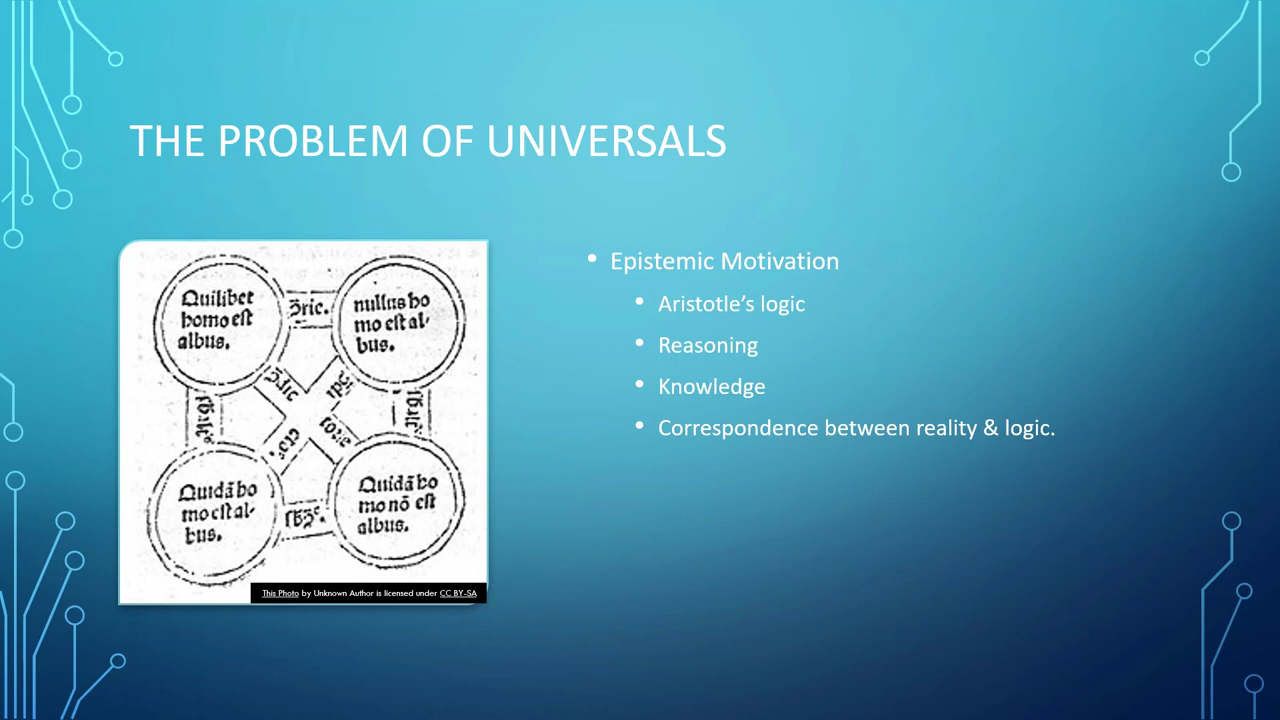 THE PROBLEM OF UNIVERSALS
Quilibet
homo est
albus.
nullus ho
mo est al-
bus.
Quidā ho
mo est al-
bus.
Quidā ho
mo nō est
albus.
This Photo by Unknown Author is licensed under CC BY-SA
• Epistemic Motivation
• Aristotle’s logic
• Reasoning
• Knowledge
• Correspondence between reality & logic.